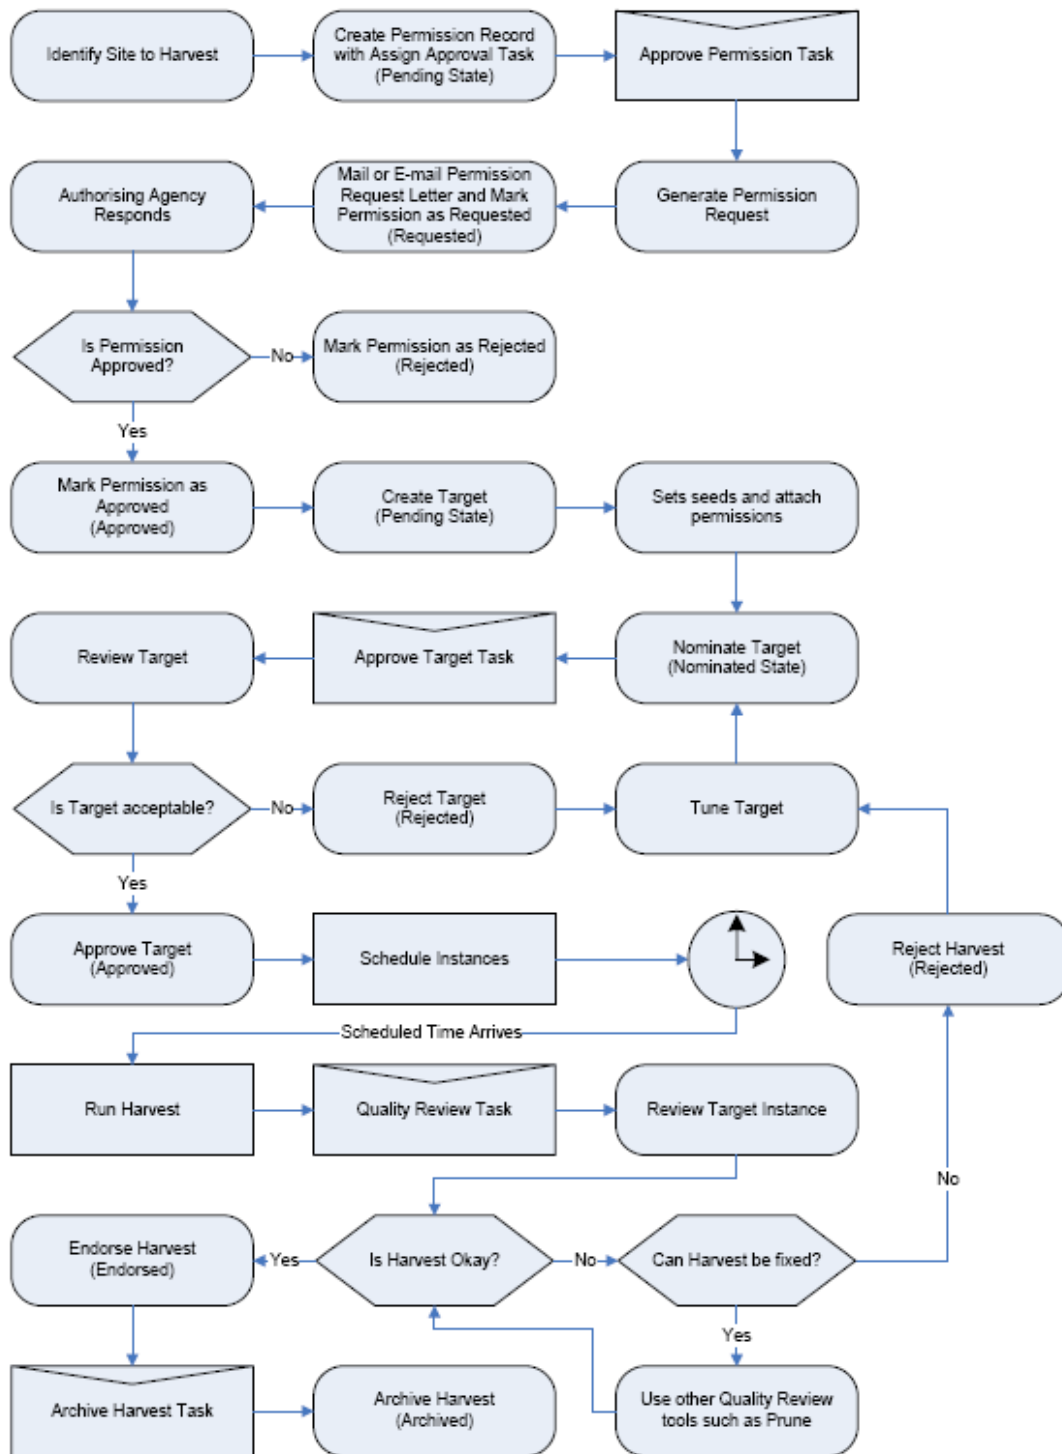 Identify Site to Harvest
Create Permission Record
with Assign Approval Task
(Pending State)
Approve Permission Task
Authorising Agency
Responds
Mail or E-mail Permission
Request Letter and Mark
Permission as Requested
(Requested)
Generate Permission
Request
Is Permission
Approved?
No
Mark Permission as Rejected
(Rejected)
Yes
Mark Permission as
Approved
(Approved)
Create Target
(Pending State)
Sets seeds and attach
permissions
Review Target
Approve Target Task
Nominate Target
(Nominated State)
Is Target acceptable?
No
Reject Target
(Rejected)
Tune Target
Yes
Approve Target
(Approved)
Schedule Instances
Reject Harvest
(Rejected)
Scheduled Time Arrives
Run Harvest
Quality Review Task
Review Target Instance
No
Endorse Harvest
(Endorsed)
Yes
Is Harvest Okay?
No
Can Harvest be fixed?
Yes
Archive Harvest Task
Archive Harvest
(Archived)
Use other Quality Review
tools such as Prune